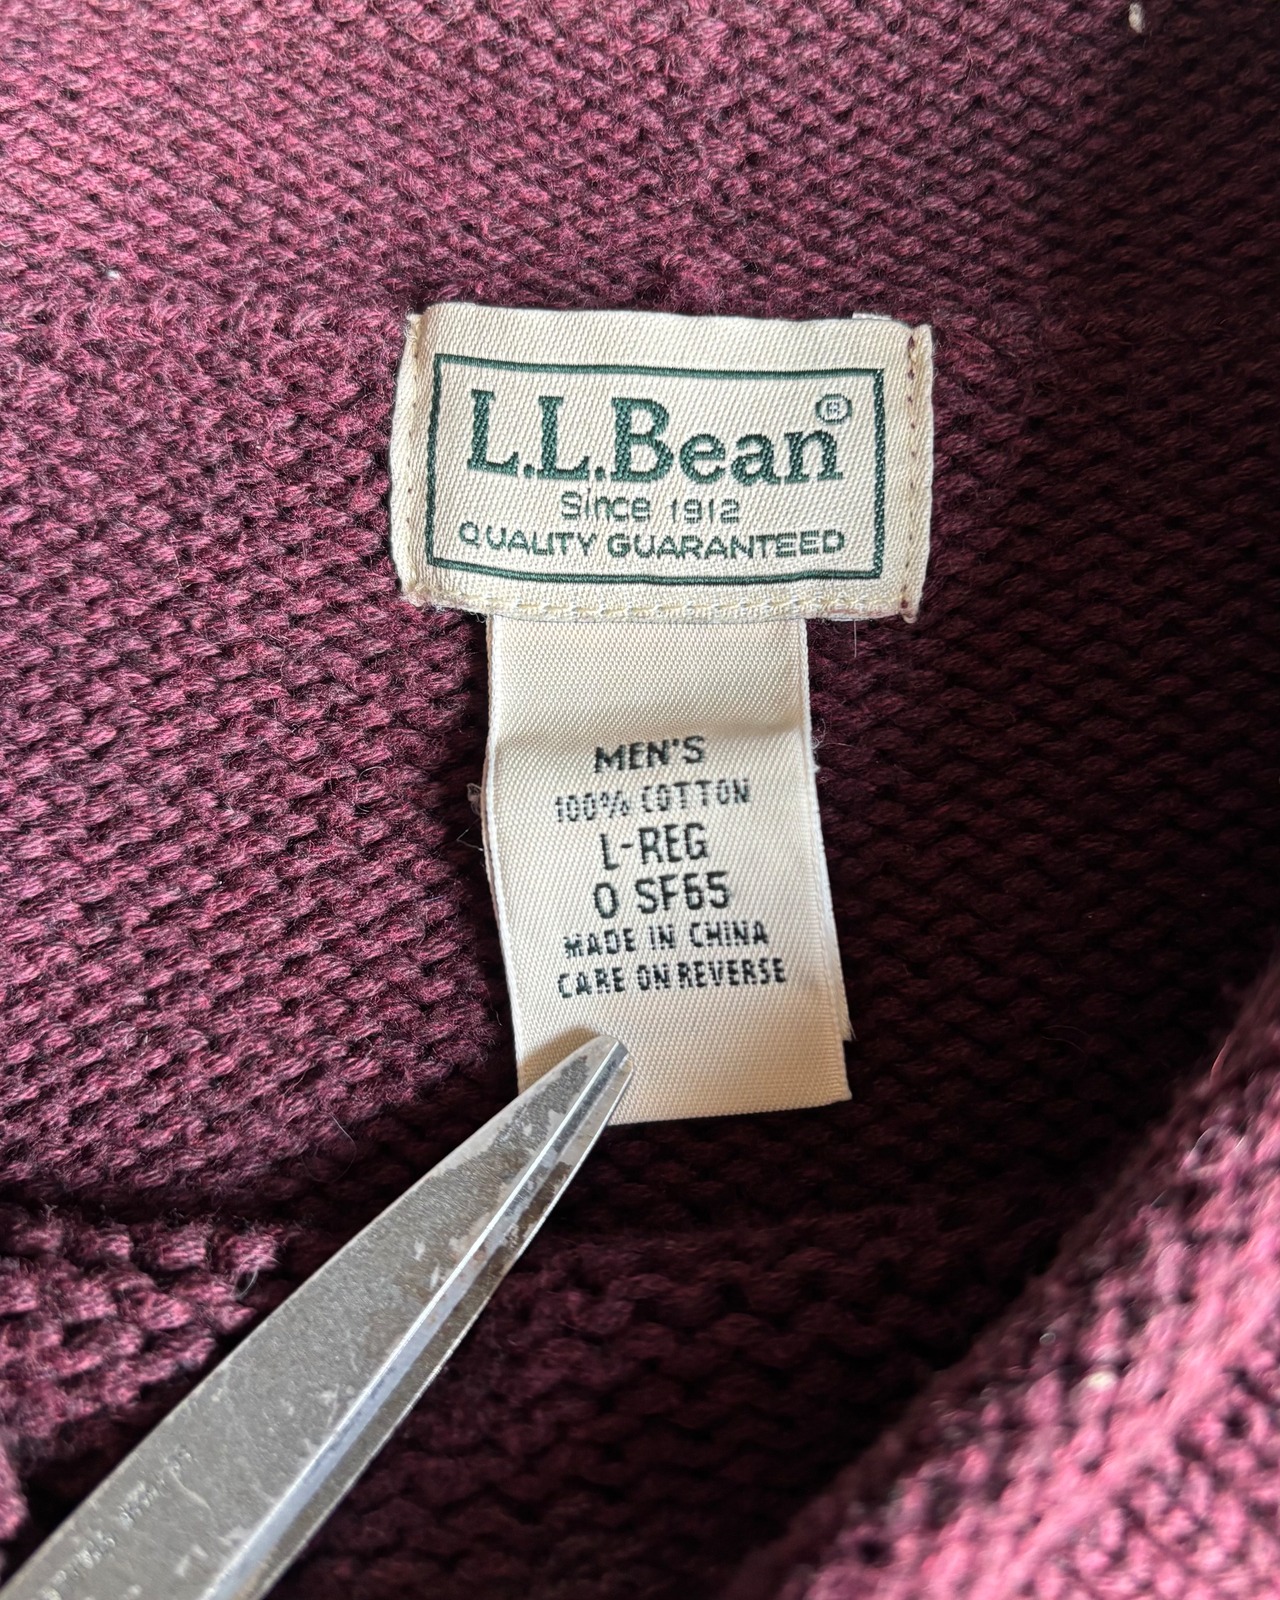 L.L.Bean®
Since 1912
QUALITY GUARANTEED
MEN'S
100% COTTON
L-REG
0 SF65
MADE IN CHINA
CARE ON REVERSE